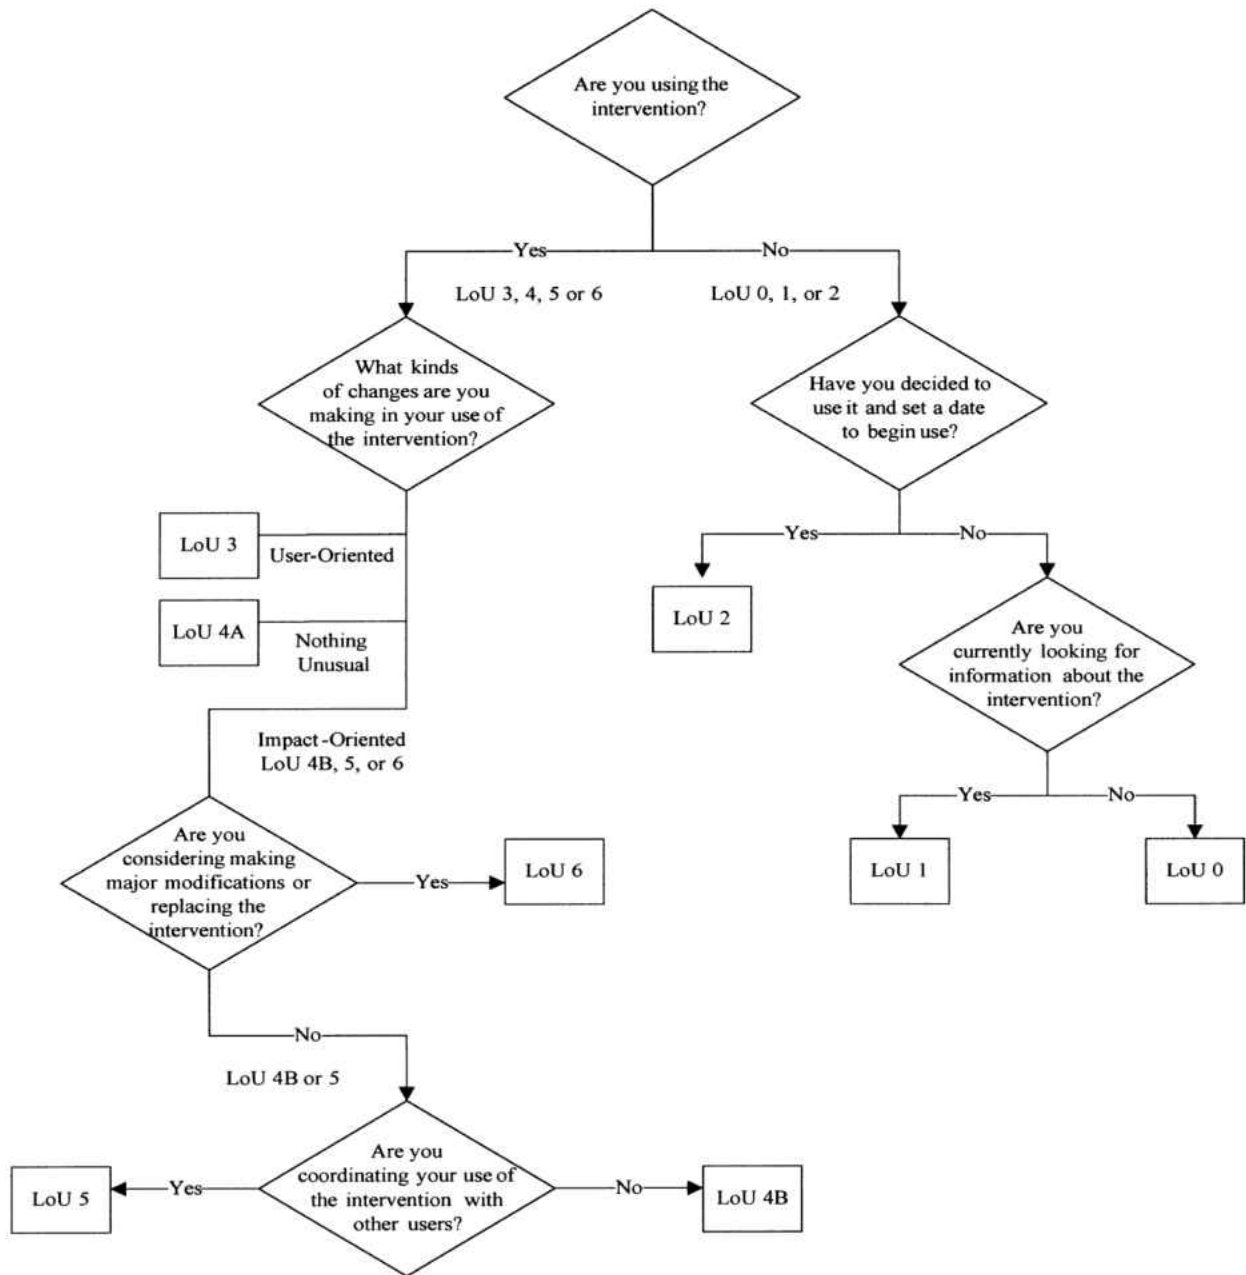 Are you using the
intervention?
Yes
No
LoU 3, 4, 5 or 6
LoU 0, 1, or 2
What kinds
of changes are you
making in your use of
the intervention?
Have you decided to
use it and set a date
to begin use?
LoU 3
User-Oriented
Yes
No
LoU 2
LoU 4A
Nothing
Unusual
Are you
currently looking for
information about the
intervention?
Impact-Oriented
LoU 4B, 5, or 6
Yes
No
LoU 1
LoU 0
Are you
considering making
major modifications or
replacing the
intervention?
Yes
LoU 6
No
LoU 4B or 5
Are you
coordinating your use of
the intervention with
other users?
Yes
LoU 5
No
LoU 4B